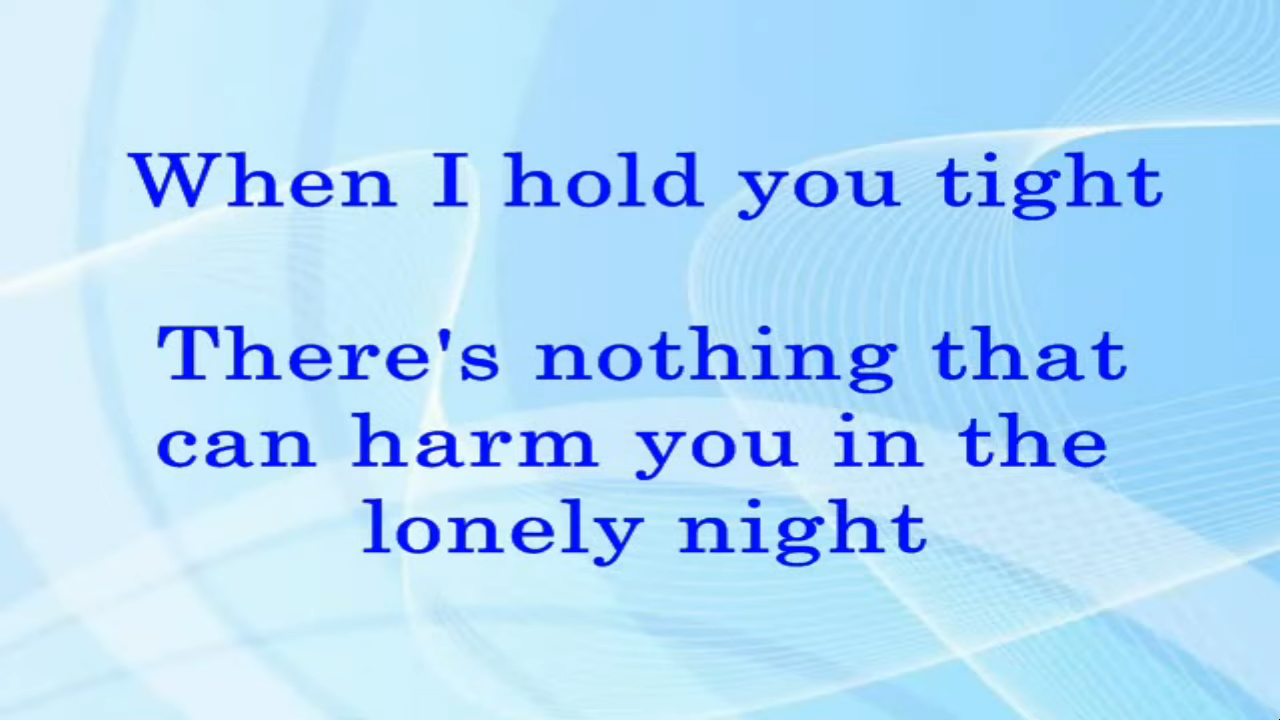 When I hold you tight
There's nothing that
can harm you in the
lonely night